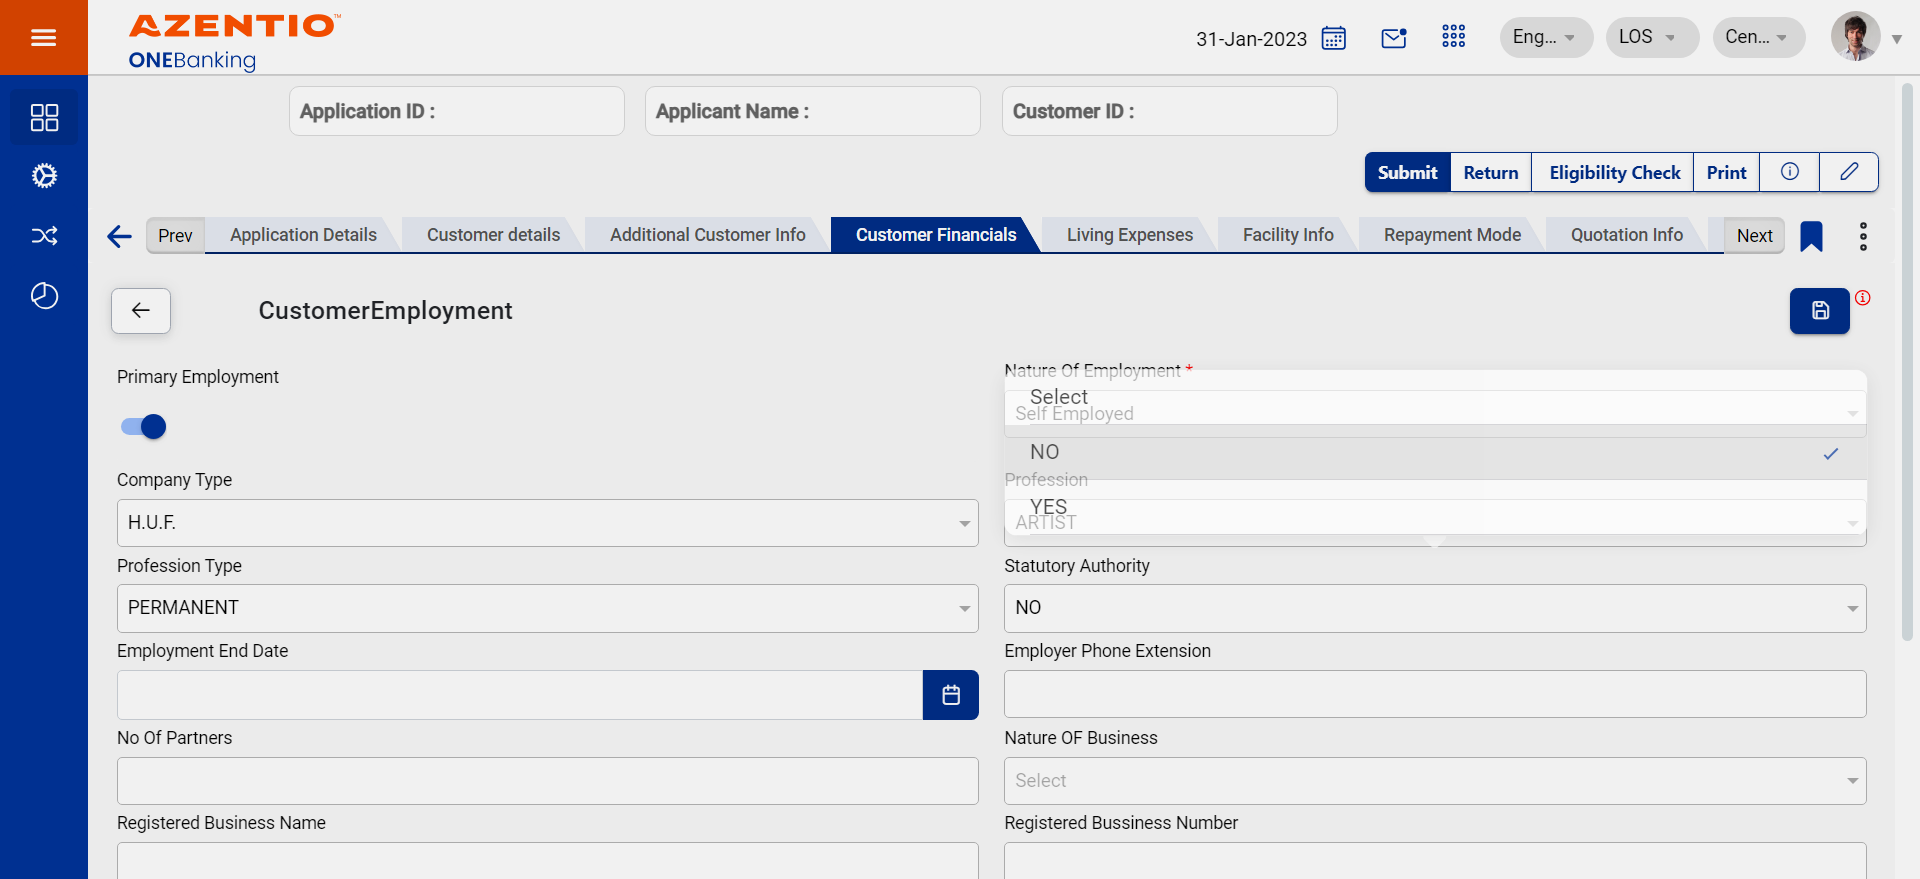 AZENTIO™
ONEBanking
31-Jan-2023
Eng...
LOS
Cen...
Application ID :
Applicant Name :
Customer ID :
Submit
Return
Eligibility Check
Print
Prev
Application Details
Customer details
Additional Customer Info
Customer Financials
Living Expenses
Facility Info
Repayment Mode
Quotation Info
Next
CustomerEmployment
Primary Employment
Nature Of Employment *
Select
Self Employed
NO
Company Type
Profession
H.U.F.
YES
ARTIST
Profession Type
Statutory Authority
PERMANENT
NO
Employment End Date
Employer Phone Extension
No Of Partners
Nature OF Business
Select
Registered Business Name
Registered Bussiness Number